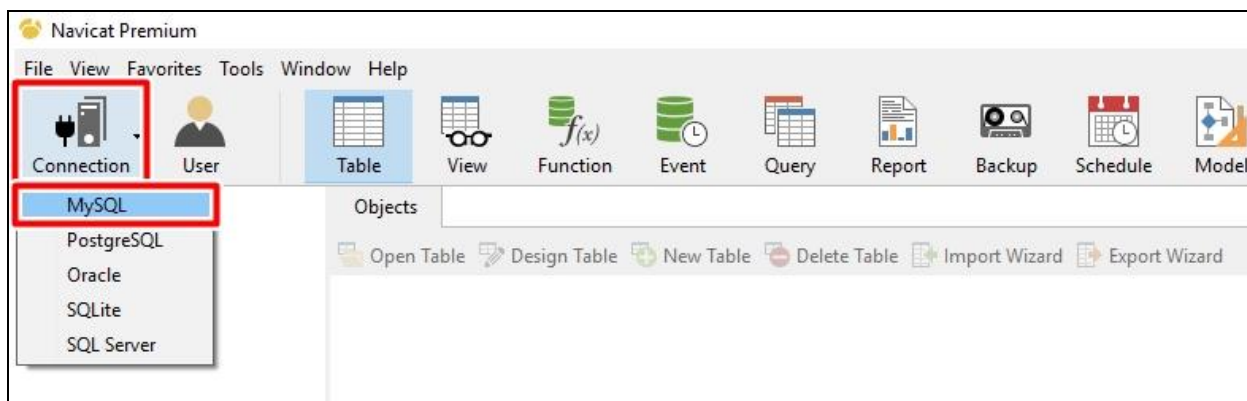 Navicat Premium
File View Favorites Tools Window Help
Connection User Table View Function Event Query Report Backup Schedule Model
MySQL
PostgreSQL
Oracle
SQLite
SQL Server
Objects
Open Table Design Table New Table Delete Table Import Wizard Export Wizard
f(x)